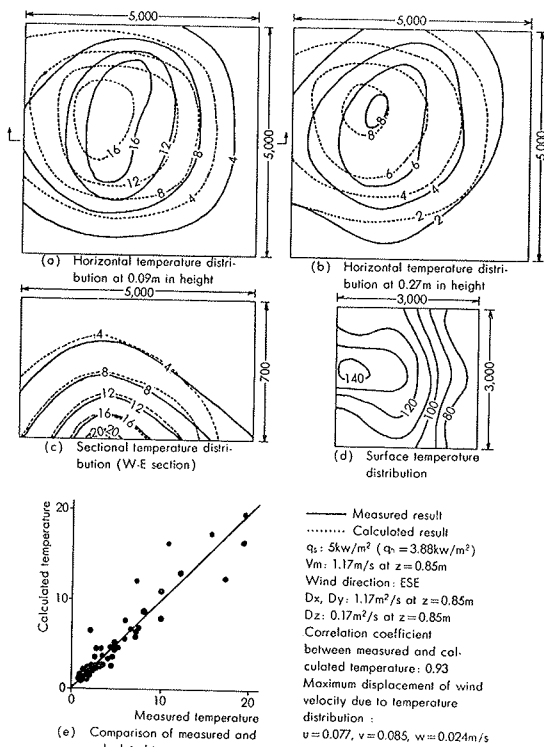 5,000
5,000
5,000
16
16
12
12
8
8
4
4
(a) Horizontal temperature distri-
bution at 0.09m in height
5,000
8
8
6
6
4
4
2
2
5,000
(b) Horizontal temperature distri-
bution at 0.27m in height
5,000
4
4
8
8
12
12
16
16
20
20
700
(c) Sectional temperature distri-
bution (W-E section)
3,000
140
120
100
80
3,000
(d) Surface temperature
distribution
Calculated temperature
20
10
0
0
10
20
Measured temperature
(e) Comparison of measured and
Measured result
Calculated result
qs: 5kw/m² (qh = 3.88kw/m²)
Vm: 1.17m/s at z=0.85m
Wind direction: ESE
Dx, Dy: 1.17m²/s at z=0.85m
Dz: 0.17m²/s at z=0.85m
Correlation coefficient
between measured and cal-
culated temperature: 0.93
Maximum displacement of wind
velocity due to temperature
distribution :
u=0.077, v=0.085, w=0.024m/s